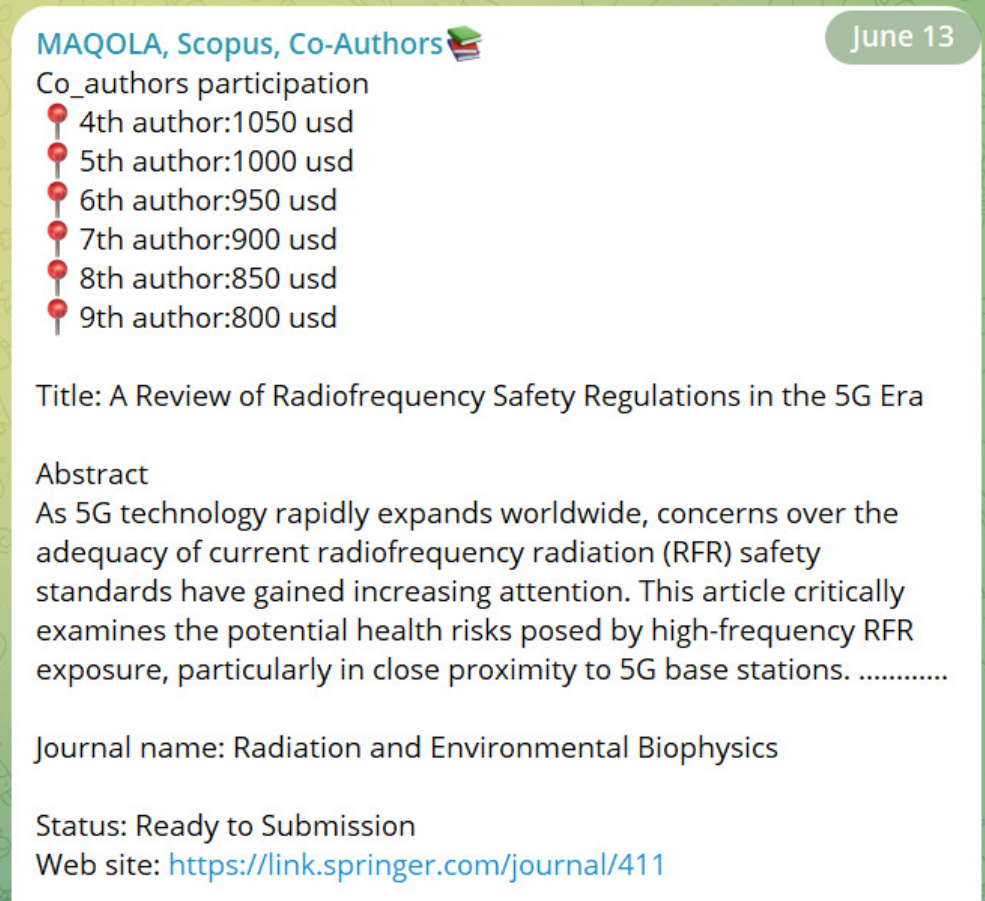 MAQOLA, Scopus, Co-Authors📚
June 13
Co_authors participation
📍 4th author:1050 usd
📍 5th author:1000 usd
📍 6th author:950 usd
📍 7th author:900 usd
📍 8th author:850 usd
📍 9th author:800 usd
Title: A Review of Radiofrequency Safety Regulations in the 5G Era
Abstract
As 5G technology rapidly expands worldwide, concerns over the
adequacy of current radiofrequency radiation (RFR) safety
standards have gained increasing attention. This article critically
examines the potential health risks posed by high-frequency RFR
exposure, particularly in close proximity to 5G base stations. ............
Journal name: Radiation and Environmental Biophysics
Status: Ready to Submission
Web site: https://link.springer.com/journal/411